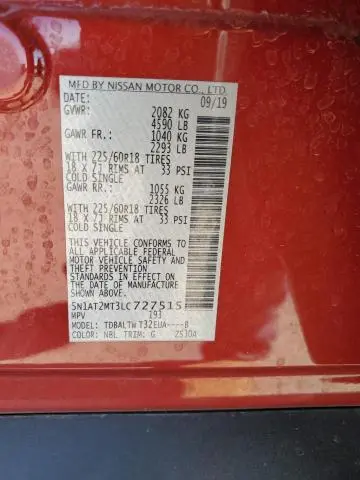 MFD BY NISSAN MOTOR CO., LTD.
DATE: 09/19
GVWR: 2082 KG
4590 LB
GAWR FR.: 1040 KG
2293 LB
WITH 225/60R18 TIRES
18 X 7J RIMS AT 33 PSI
COLD SINGLE
GAWR RR.: 1055 KG
2326 LB
WITH 225/60R18 TIRES
18 X 7J RIMS AT 33 PSI
COLD SINGLE
THIS VEHICLE CONFORMS TO
ALL APPLICABLE FEDERAL
MOTOR VEHICLE SAFETY
STANDARDS IN EFFECT ON
THE DATE OF MANUFACTURE
SHOWN ABOVE.
5N1AT2MT3LC727515
MPV 193
MODEL: TDBALTW T32EUA----B
COLOR: NBL TRIM: G 2S30A